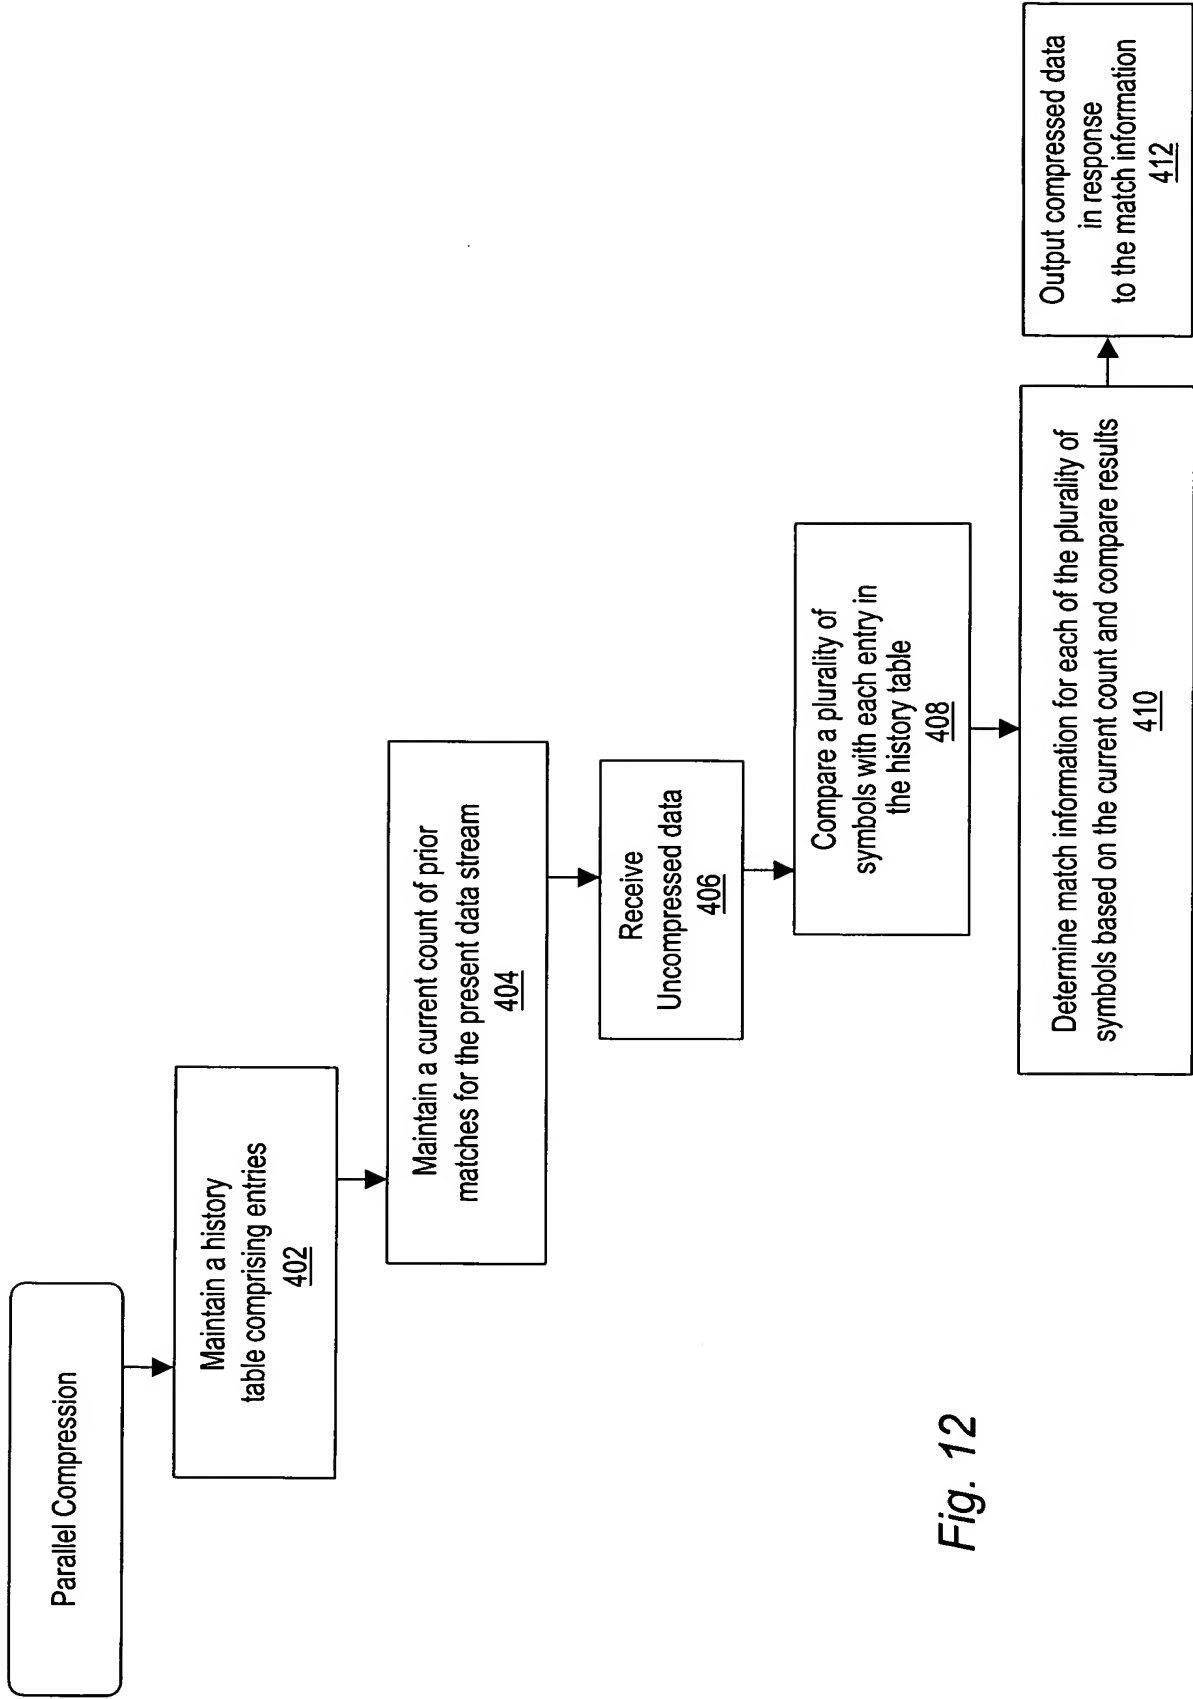 Parallel Compression
Maintain a history
table comprising entries
402
Maintain a current count of prior
matches for the present data stream
404
Receive
Uncompressed data
406
Compare a plurality of
symbols with each entry in
the history table
408
Determine match information for each of the plurality of
symbols based on the current count and compare results
410
Output compressed data
in response
to the match information
412
Fig. 12